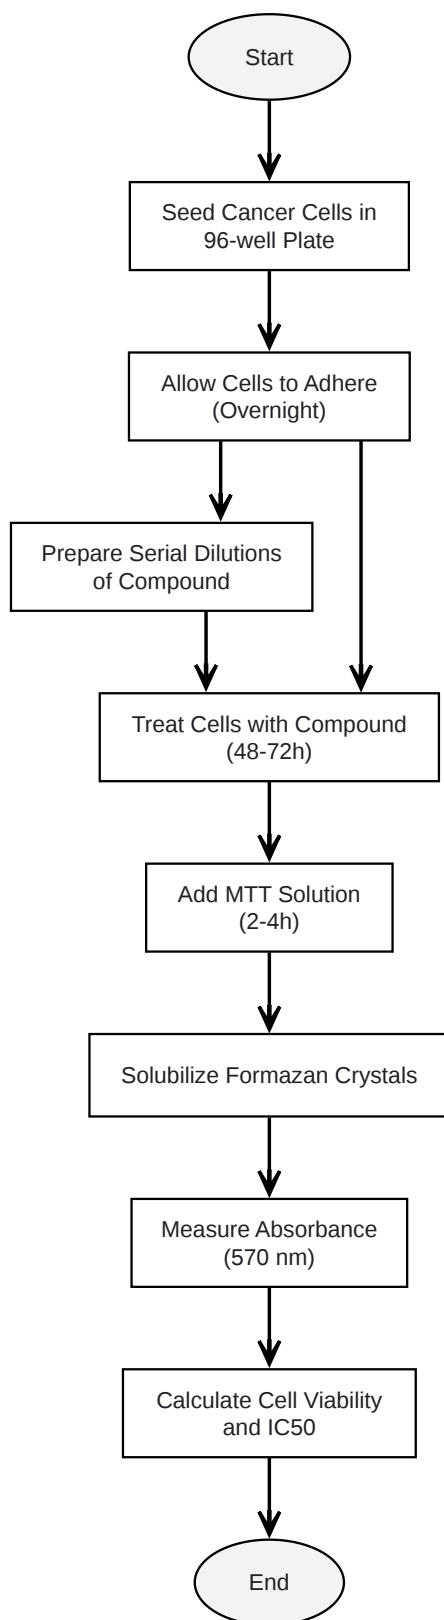 Start
Seed Cancer Cells in
96-well Plate
Allow Cells to Adhere
(Overnight)
Prepare Serial Dilutions
of Compound
Treat Cells with Compound
(48-72h)
Add MTT Solution
(2-4h)
Solubilize Formazan Crystals
Measure Absorbance
(570 nm)
Calculate Cell Viability
and IC50
End